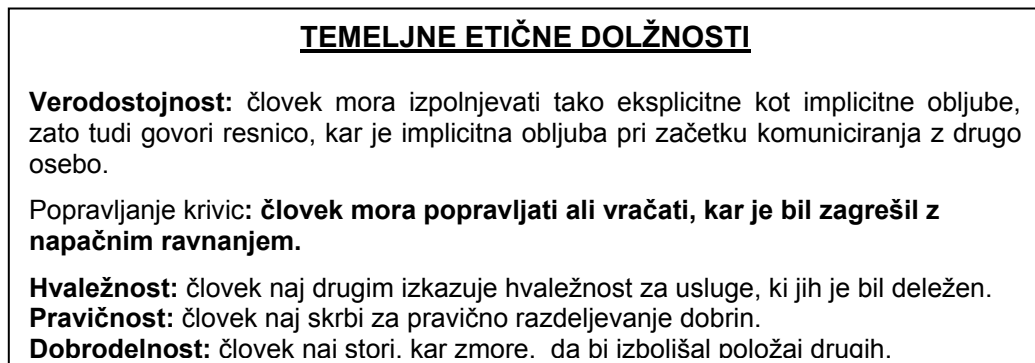 TEMELJNE ETIČNE DOLŽNOSTI
Verodostojnost: človek mora izpolnjevati tako eksplicitne kot implicitne obljube,
zato tudi govori resnico, kar je implicitna obljuba pri začetku komuniciranja z drugo
osebo.
Popravljanje krivic: človek mora popravljati ali vračati, kar je bil zagrešil z
napačnim ravnanjem.
Hvaležnost: človek naj drugim izkazuje hvaležnost za usluge, ki jih je bil deležen.
Pravičnost: človek naj skrbi za pravično razdeljevanje dobrin.
Dobrodelnost: človek naj stori, kar zmore, da bi izboljšal položaj drugih.